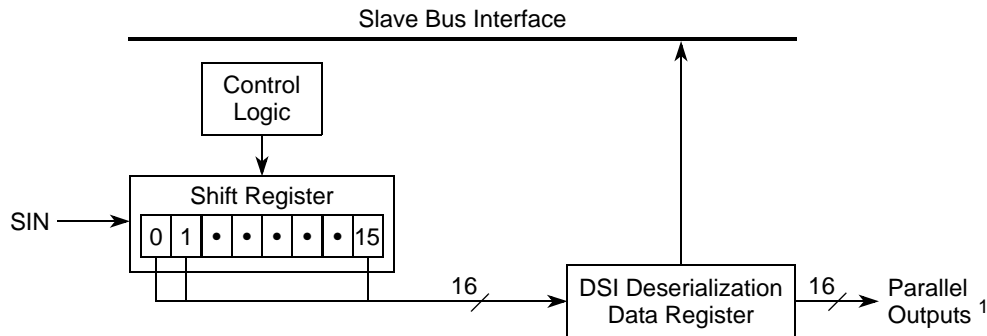 Slave Bus Interface
Control
Logic
Shift Register
SIN
0 1 • • • • • 15
16
DSI Deserialization
Data Register
16
Parallel
Outputs 1